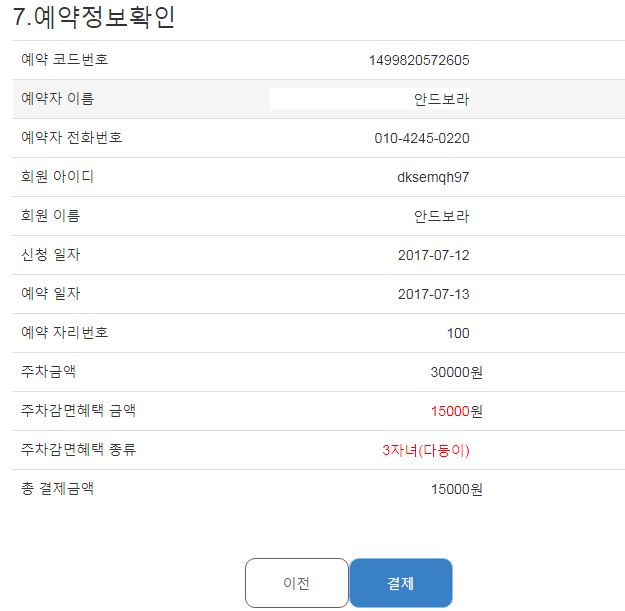 7.예약정보확인
예약 코드번호 1499820572605
예약자 이름 안드보라
예약자 전화번호 010-4245-0220
회원 아이디 dksemqh97
회원 이름 안드보라
신청 일자 2017-07-12
예약 일자 2017-07-13
예약 자리번호 100
주차금액 30000원
주차감면혜택 금액 15000원
주차감면혜택 종류 3자녀(다둥이)
총 결제금액 15000원
이전 결제